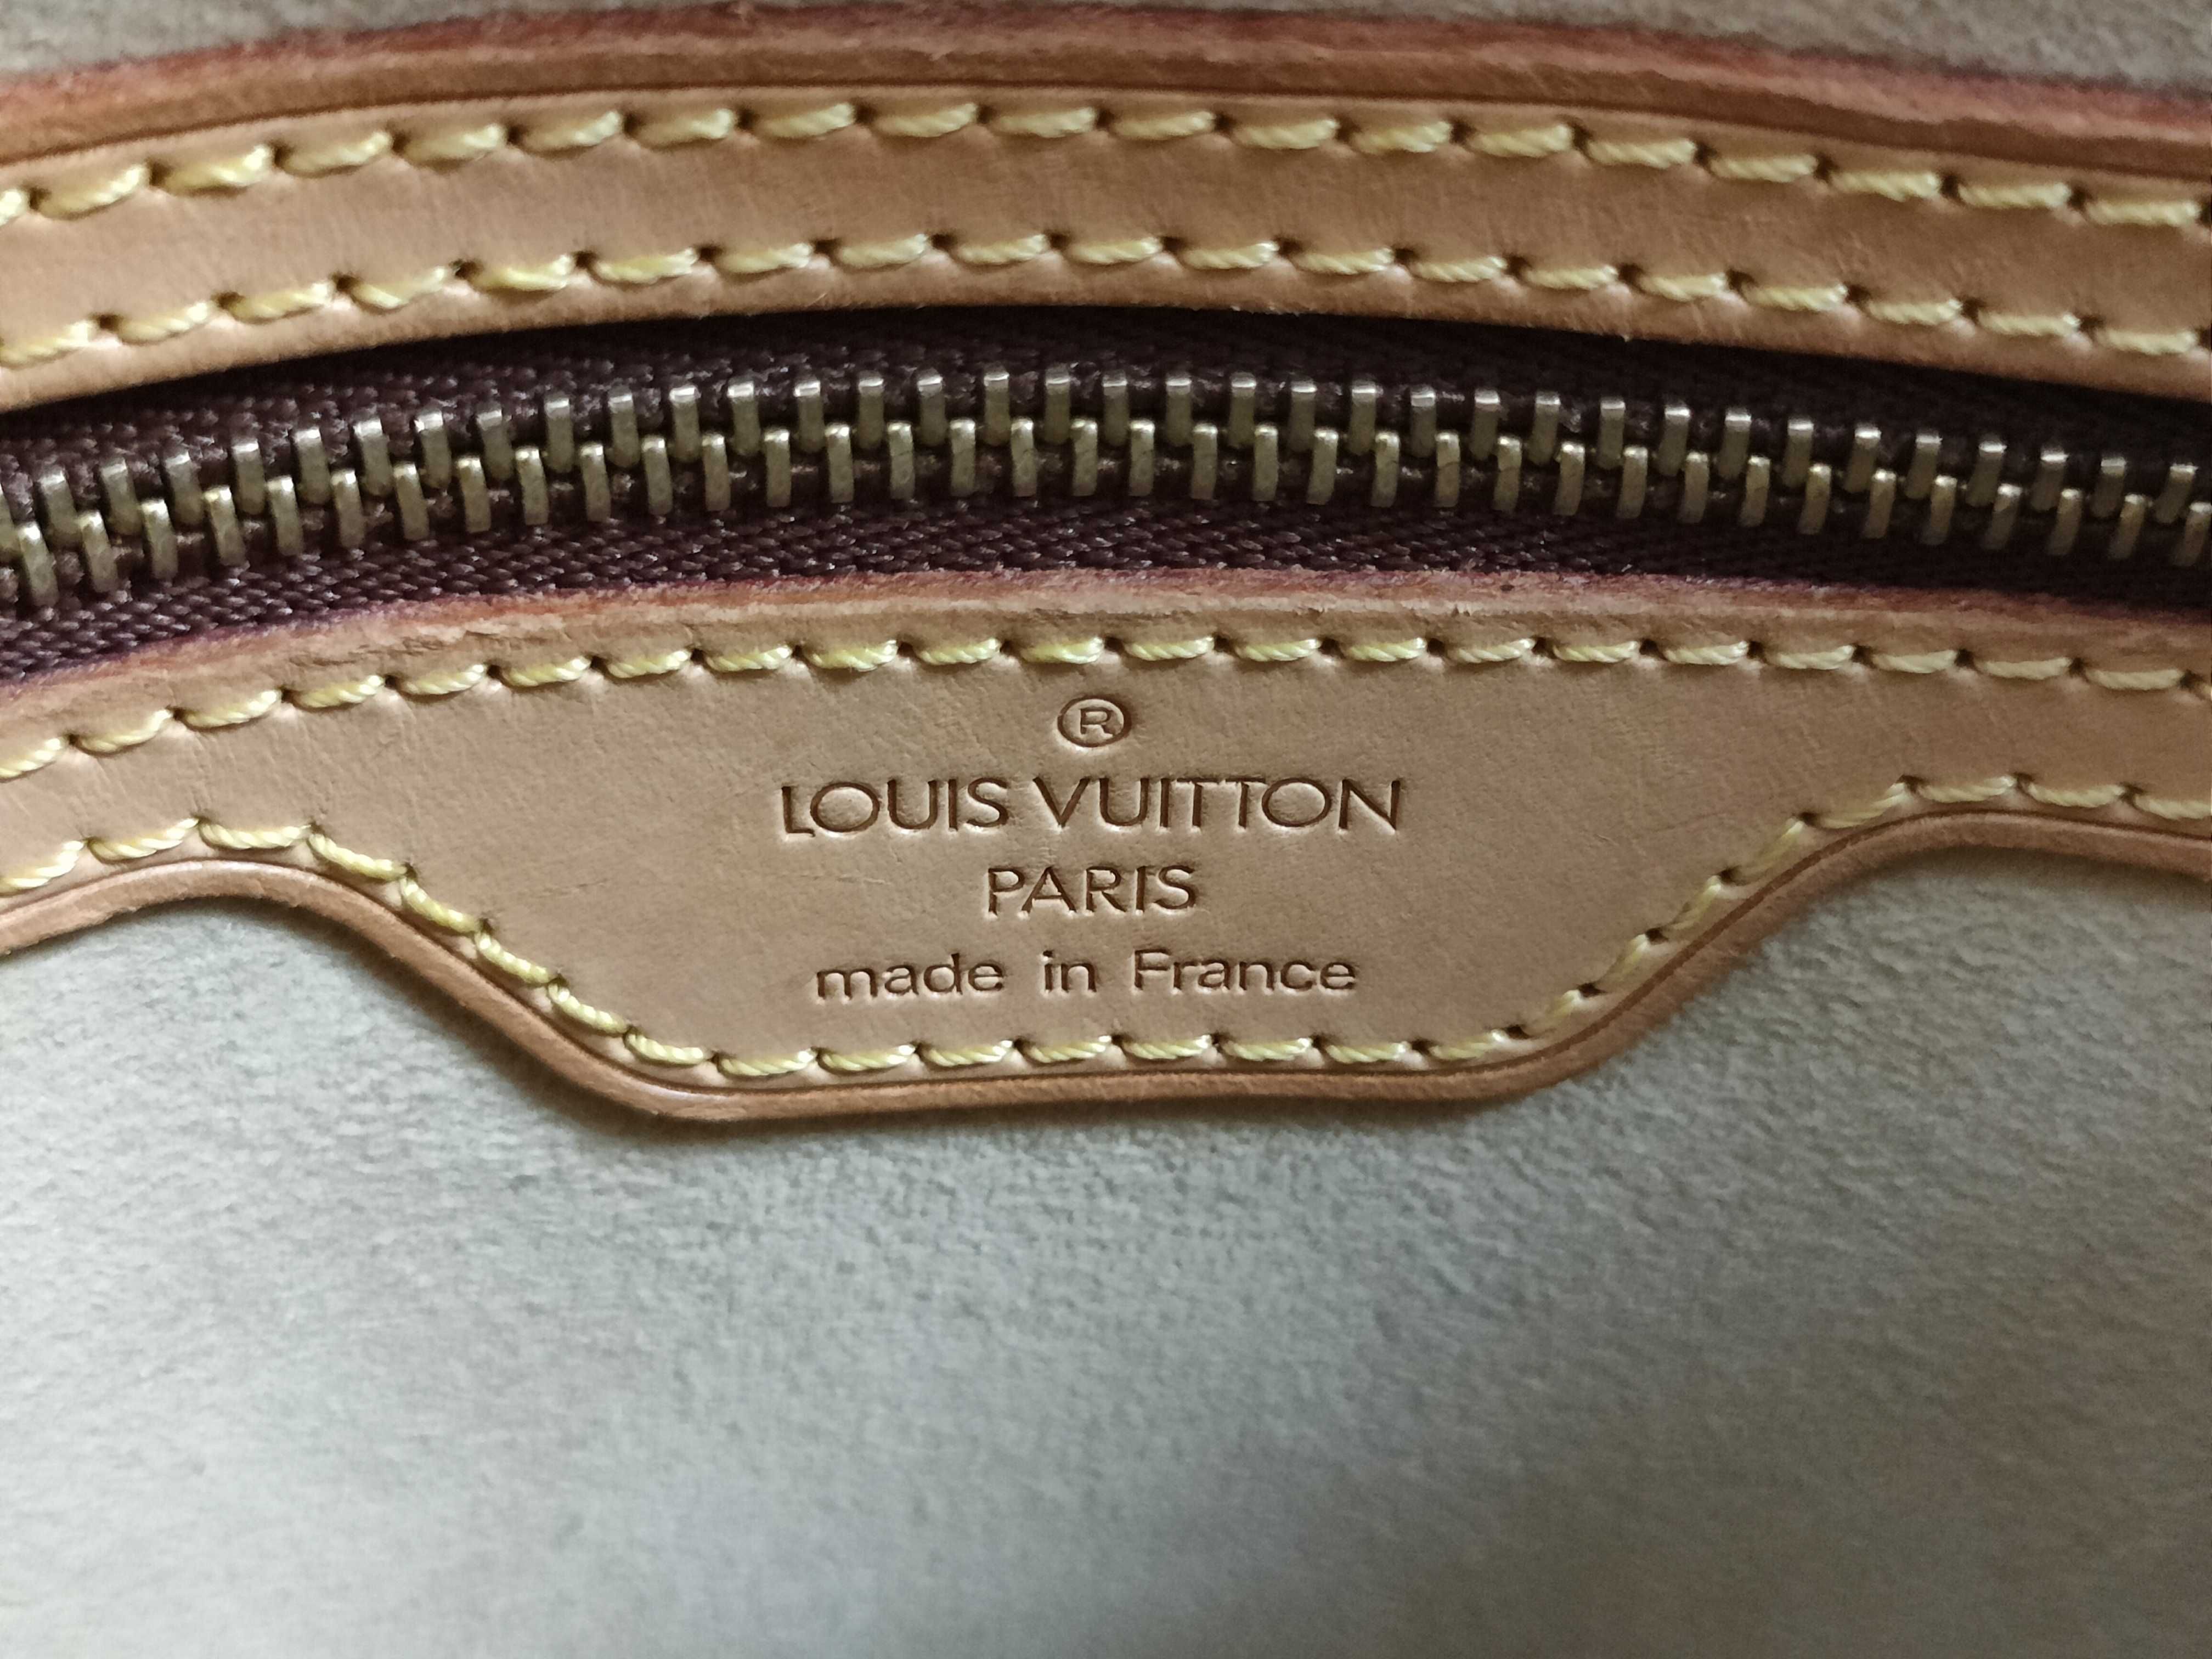 ®
LOUIS VUITTON
PARIS
made in France